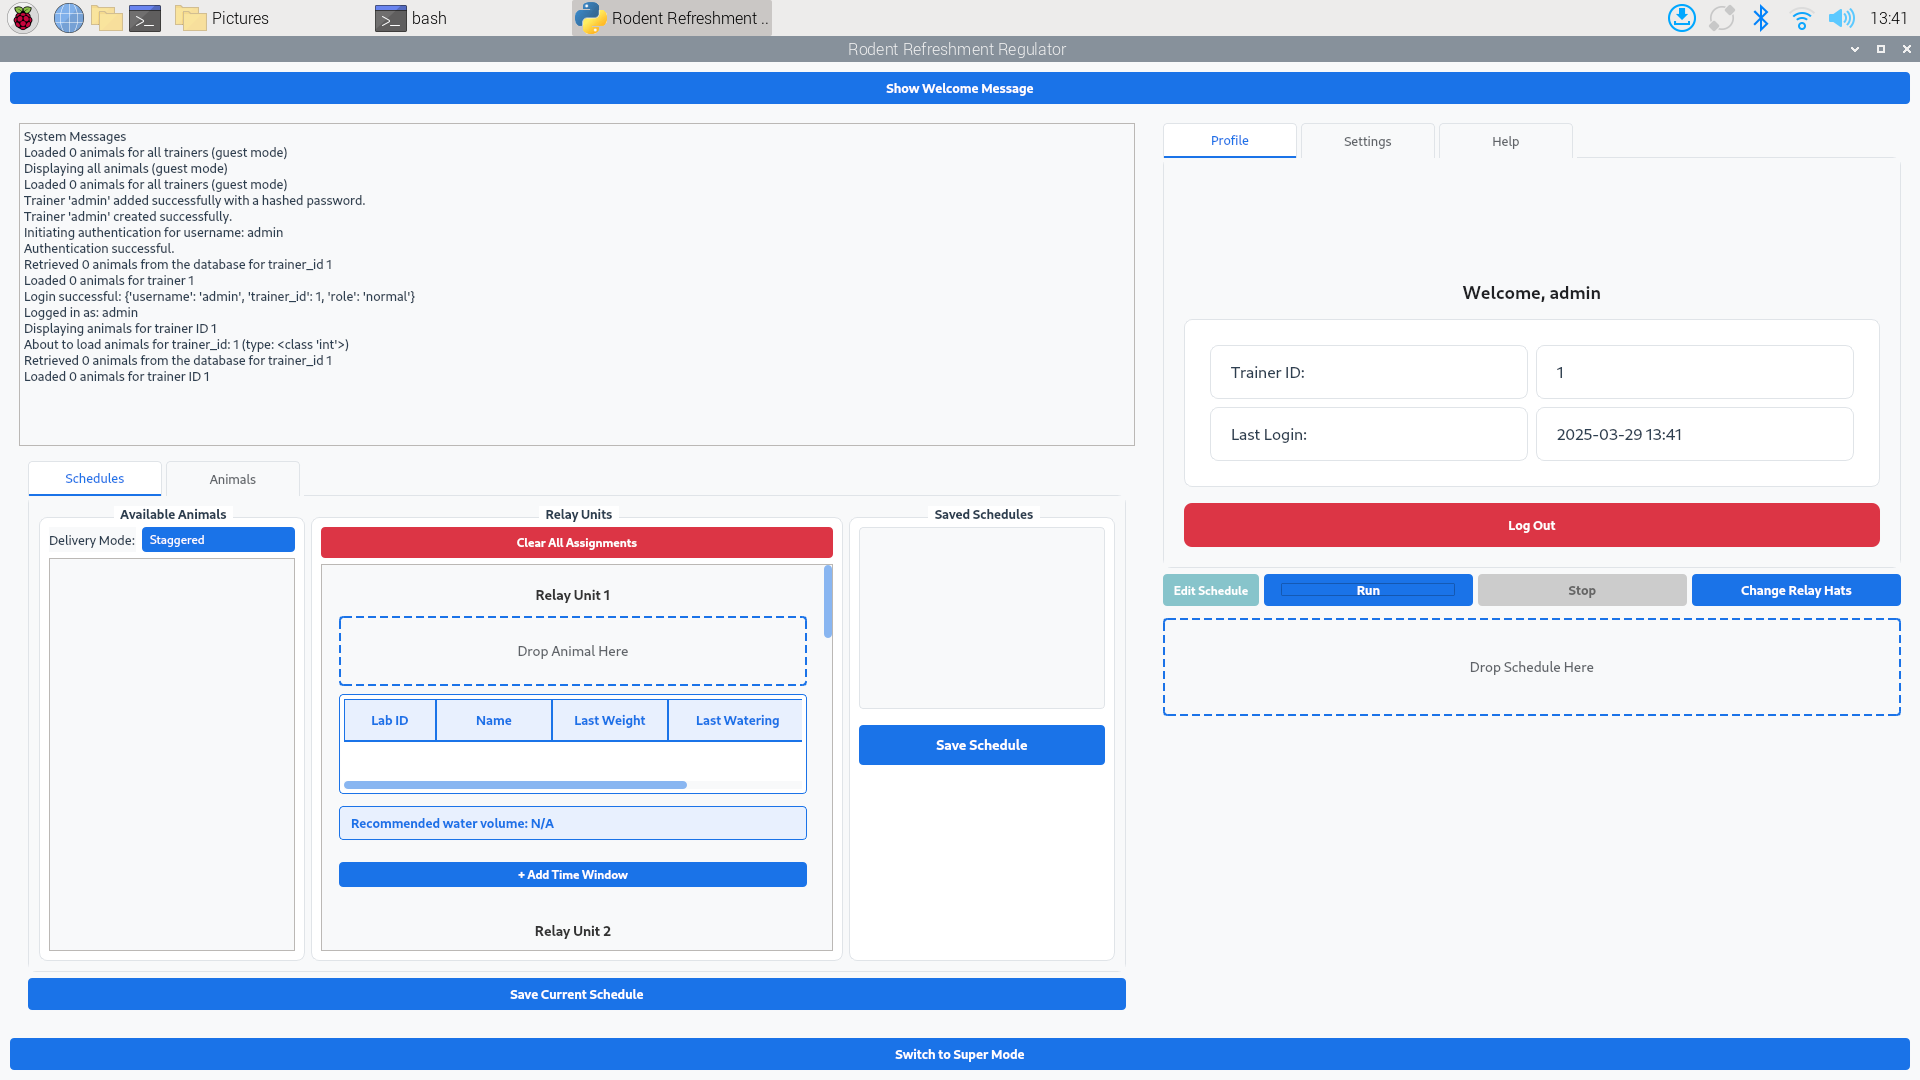 Pictures
bash
Rodent Refreshment ..
13:41
Rodent Refreshment Regulator
Show Welcome Message
System Messages
Loaded 0 animals for all trainers (guest mode)
Displaying all animals (guest mode)
Loaded 0 animals for all trainers (guest mode)
Trainer 'admin' added successfully with a hashed password.
Trainer 'admin' created successfully.
Initiating authentication for username: admin
Authentication successful.
Retrieved 0 animals from the database for trainer_id 1
Loaded 0 animals for trainer 1
Login successful: {'username': 'admin', 'trainer_id': 1, 'role': 'normal'}
Logged in as: admin
Displaying animals for trainer ID 1
About to load animals for trainer_id: 1 (type: <class 'int'>)
Retrieved 0 animals from the database for trainer_id 1
Loaded 0 animals for trainer ID 1
Profile
Settings
Help
Welcome, admin
Trainer ID:
1
Last Login:
2025-03-29 13:41
Log Out
Schedules
Animals
Available Animals
Delivery Mode:
Staggered
Relay Units
Clear All Assignments
Relay Unit 1
Drop Animal Here
Lab ID
Name
Last Weight
Last Watering
Recommended water volume: N/A
+ Add Time Window
Relay Unit 2
Saved Schedules
Save Schedule
Edit Schedule
Run
Stop
Change Relay Hats
Drop Schedule Here
Save Current Schedule
Switch to Super Mode